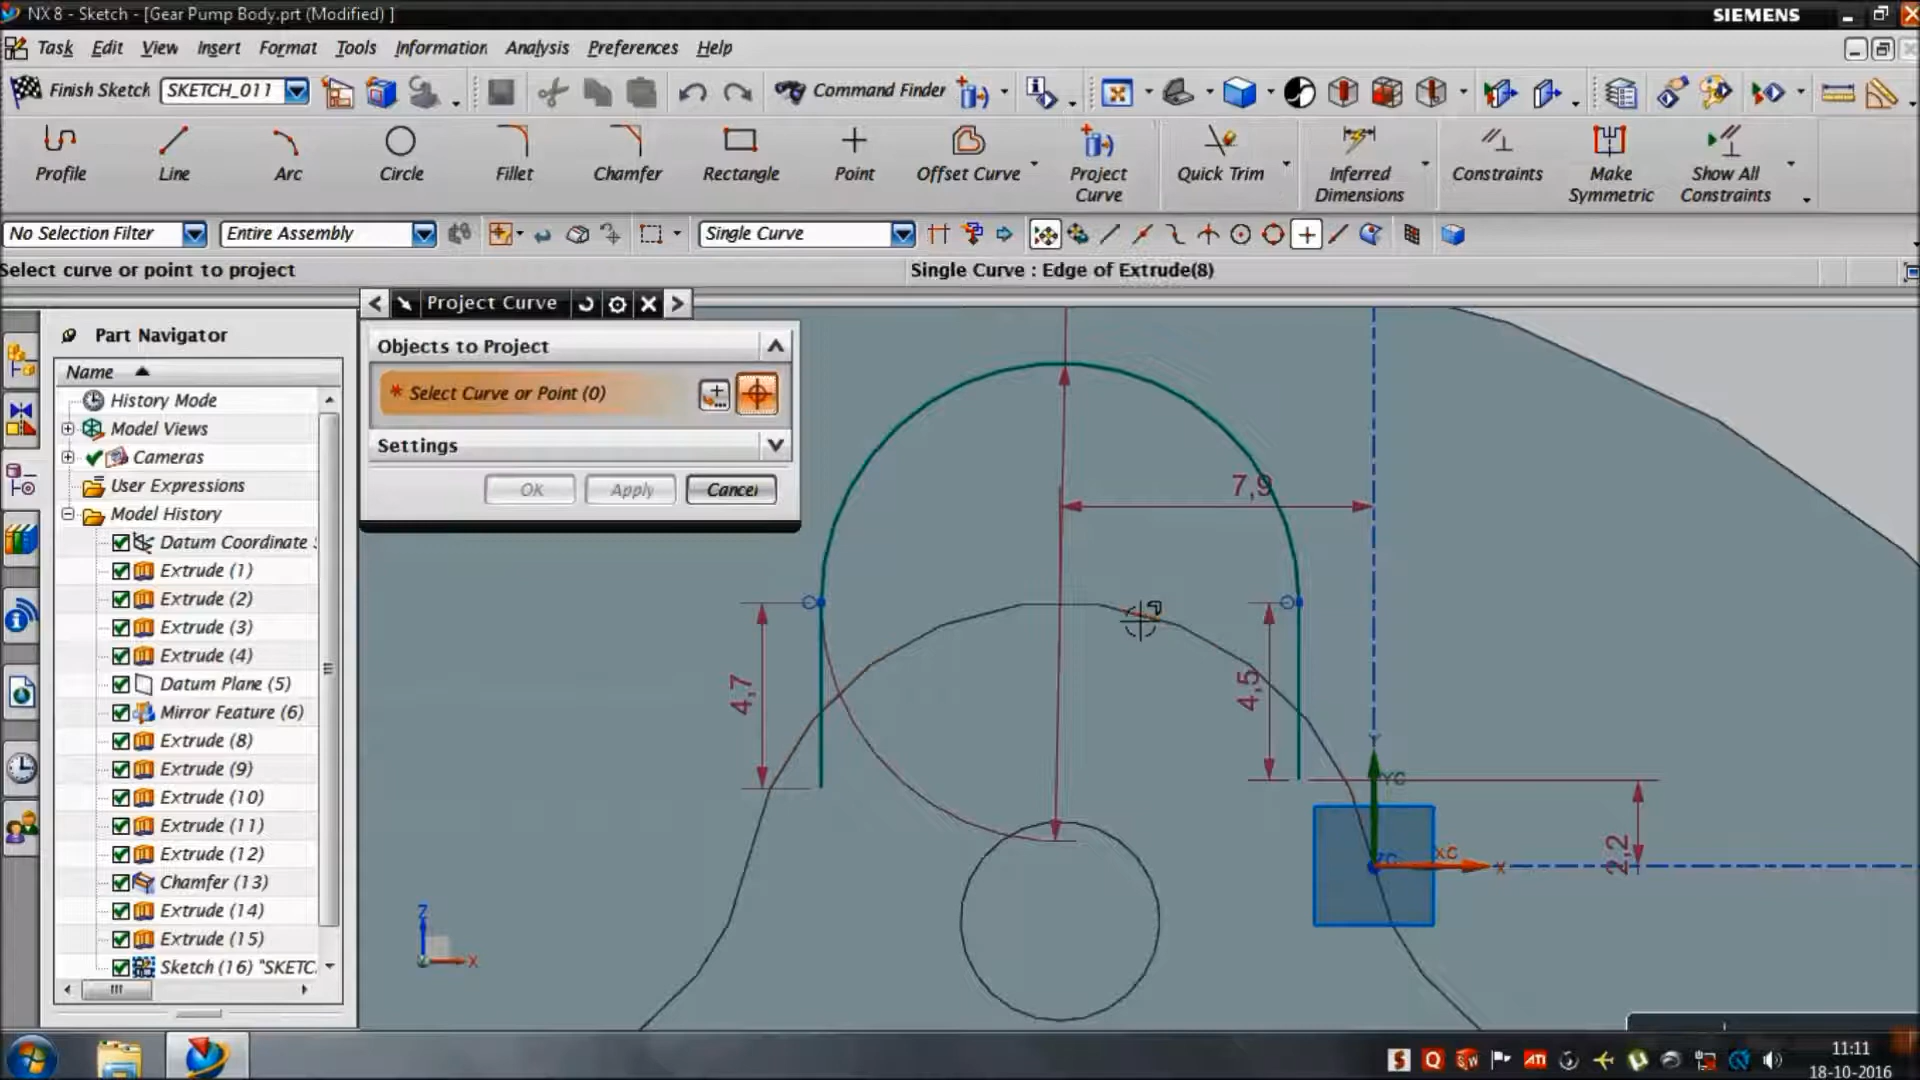 NX 8 - Sketch - [Gear Pump Body.prt (Modified) ]
SIEMENS
Task Edit View Insert Format Tools Information Analysis Preferences Help
Finish Sketch SKETCH_011 Command Finder
Profile Line Arc Circle Fillet Chamfer Rectangle Point Offset Curve Project Curve Quick Trim Inferred Dimensions Constraints Make Symmetric Show All Constraints
No Selection Filter Entire Assembly Single Curve
Select curve or point to project Single Curve : Edge of Extrude(8)
Project Curve
Objects to Project
* Select Curve or Point (0)
Settings
OK Apply Cancel
Part Navigator
Name
History Mode
Model Views
Cameras
User Expressions
Model History
Datum Coordinate
Extrude (1)
Extrude (2)
Extrude (3)
Extrude (4)
Datum Plane (5)
Mirror Feature (6)
Extrude (8)
Extrude (9)
Extrude (10)
Extrude (11)
Extrude (12)
Chamfer (13)
Extrude (14)
Extrude (15)
Sketch (16) "SKETC
7,9
4,7
4,5
2,2
Y
YC
ZC
XC
X
Z
X
11:11
18-10-2016